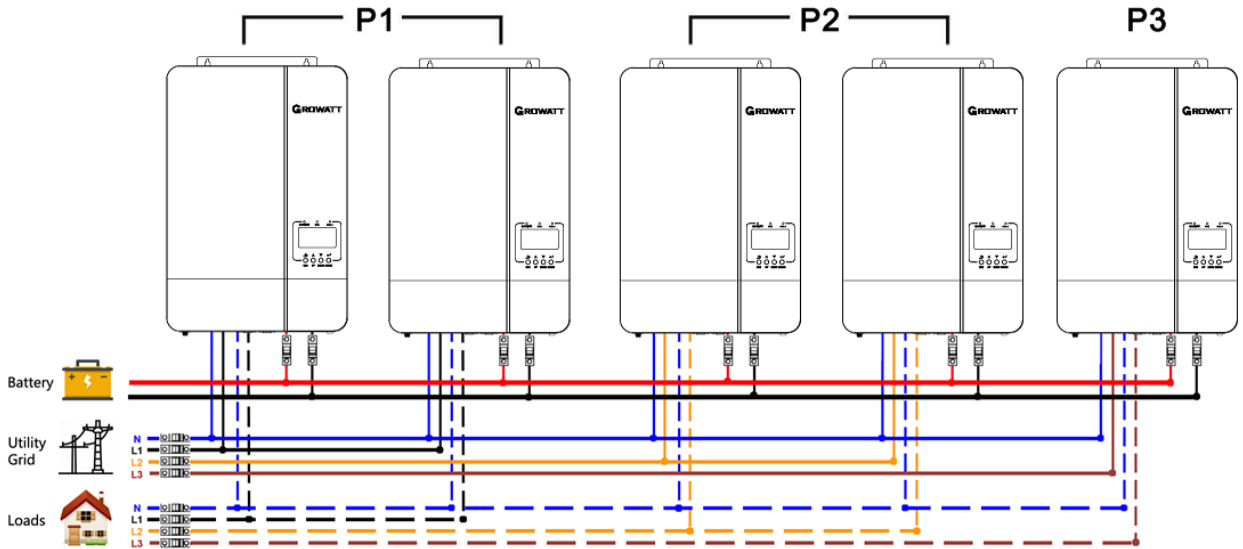 P1
P2
P3
GROWATT
GROWATT
GROWATT
GROWATT
GROWATT
Battery
+
-
Utility
Grid
N
L1
L2
L3
Loads
N
L1
L2
L3